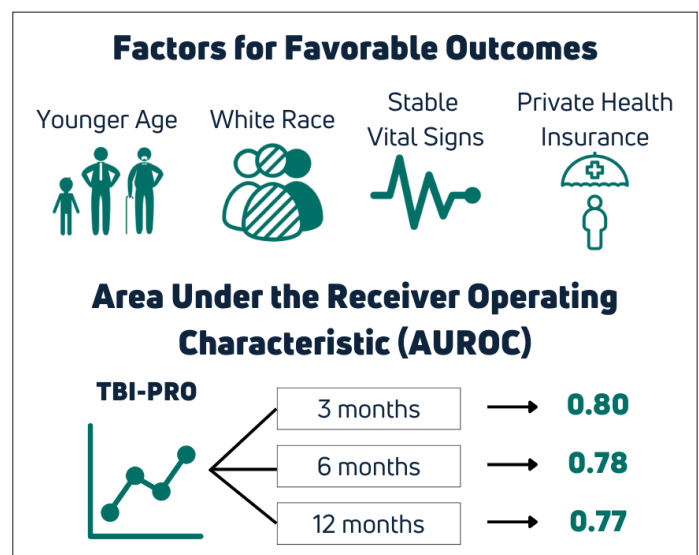 Factors for Favorable Outcomes
Younger Age
White Race
Stable
Vital Signs
Private Health
Insurance
Area Under the Receiver Operating
Characteristic (AUROC)
TBI-PRO
3 months
0.80
6 months
0.78
12 months
0.77